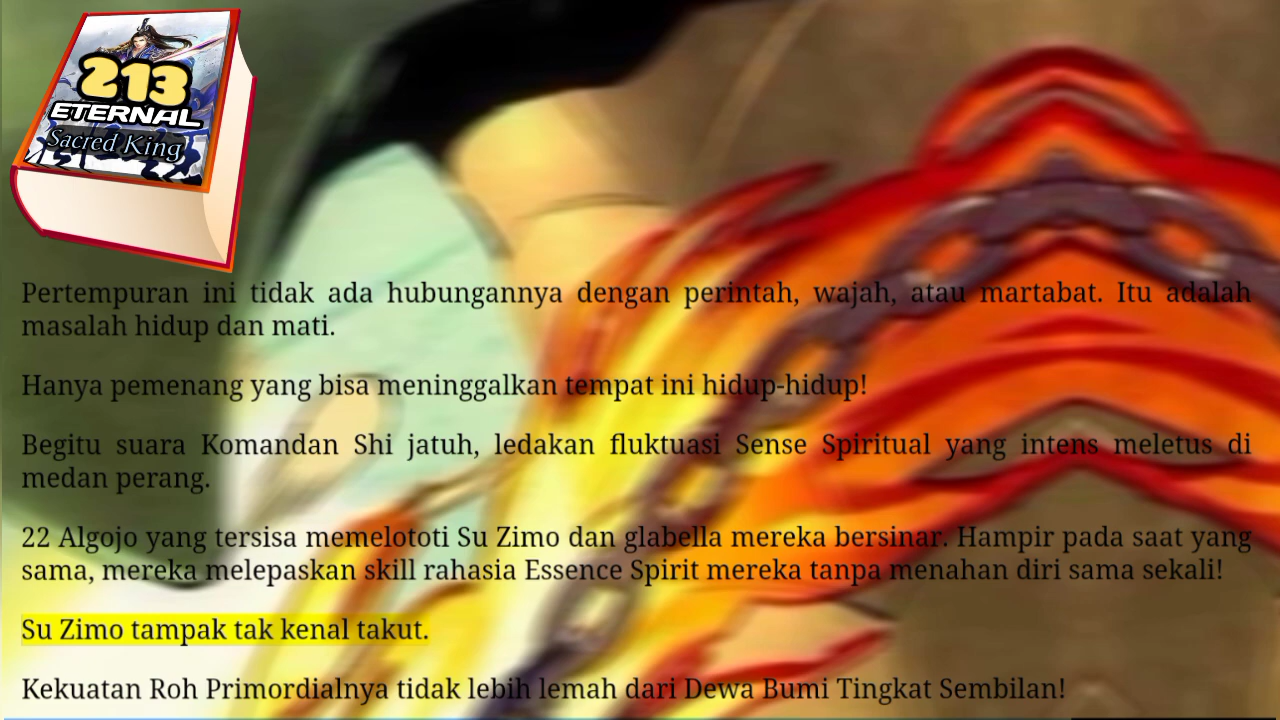 213
ETERNAL
Sacred King
Pertempuran ini tidak ada hubungannya dengan perintah, wajah, atau martabat. Itu adalah
masalah hidup dan mati.
Hanya pemenang yang bisa meninggalkan tempat ini hidup-hidup!
Begitu suara Komandan Shi jatuh, ledakan fluktuasi Sense Spiritual yang intens meletus di
medan perang.
22 Algojo yang tersisa memelototi Su Zimo dan glabella mereka bersinar. Hampir pada saat yang
sama, mereka melepaskan skill rahasia Essence Spirit mereka tanpa menahan diri sama sekali!
Su Zimo tampak tak kenal takut.
Kekuatan Roh Primordialnya tidak lebih lemah dari Dewa Bumi Tingkat Sembilan!